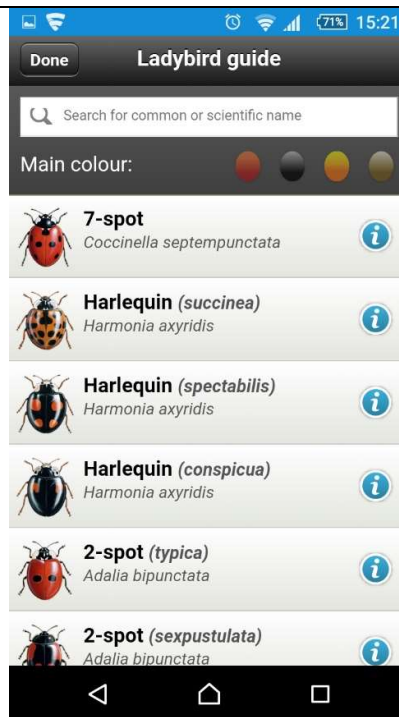 71% 15:21
Done Ladybird guide
Search for common or scientific name
Main colour:
7-spot
Coccinella septempunctata
i
Harlequin (succinea)
Harmonia axyridis
i
Harlequin (spectabilis)
Harmonia axyridis
i
Harlequin (conspicua)
Harmonia axyridis
i
2-spot (typica)
Adalia bipunctata
i
2-spot (sexpustulata)
Adalia bipunctata
i